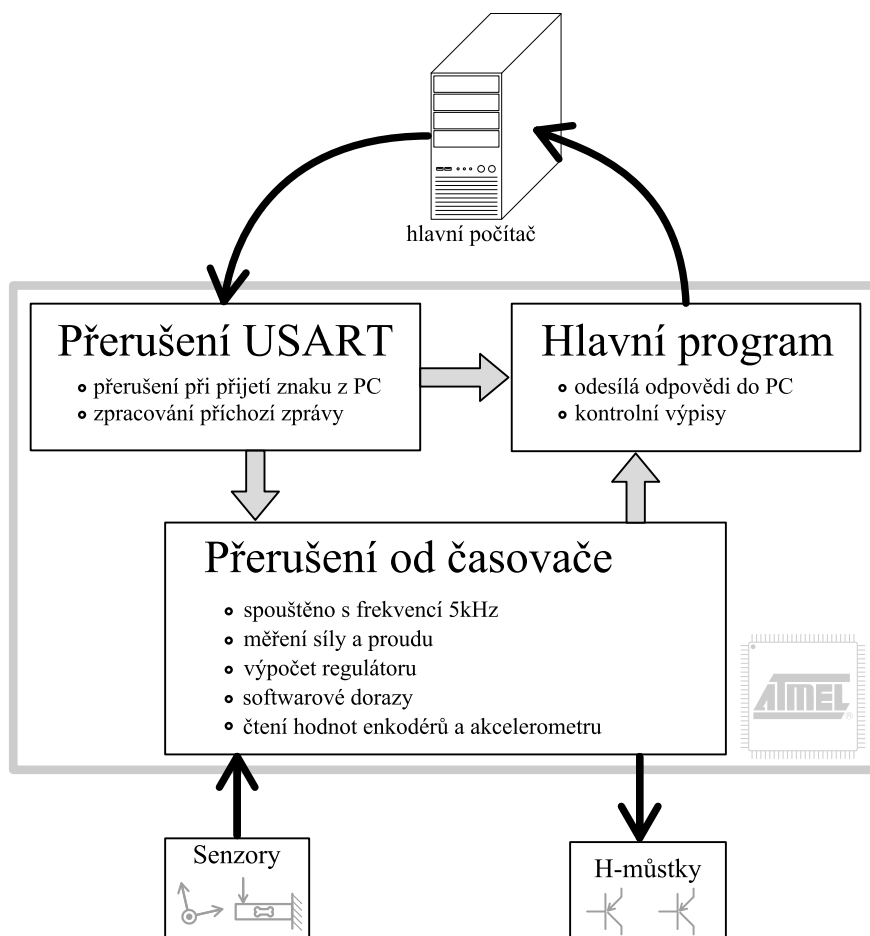 hlavní počítač
Přerušení USART
přerušení při přijetí znaku z PC
zpracování příchozí zprávy
Hlavní program
odesílá odpovědi do PC
kontrolní výpisy
Přerušení od časovače
spouštěno s frekvencí 5kHz
měření síly a proudu
výpočet regulátoru
softwarové dorazy
čtení hodnot enkodérů a akcelerometru
ATMEL®
Senzory
H-můstky